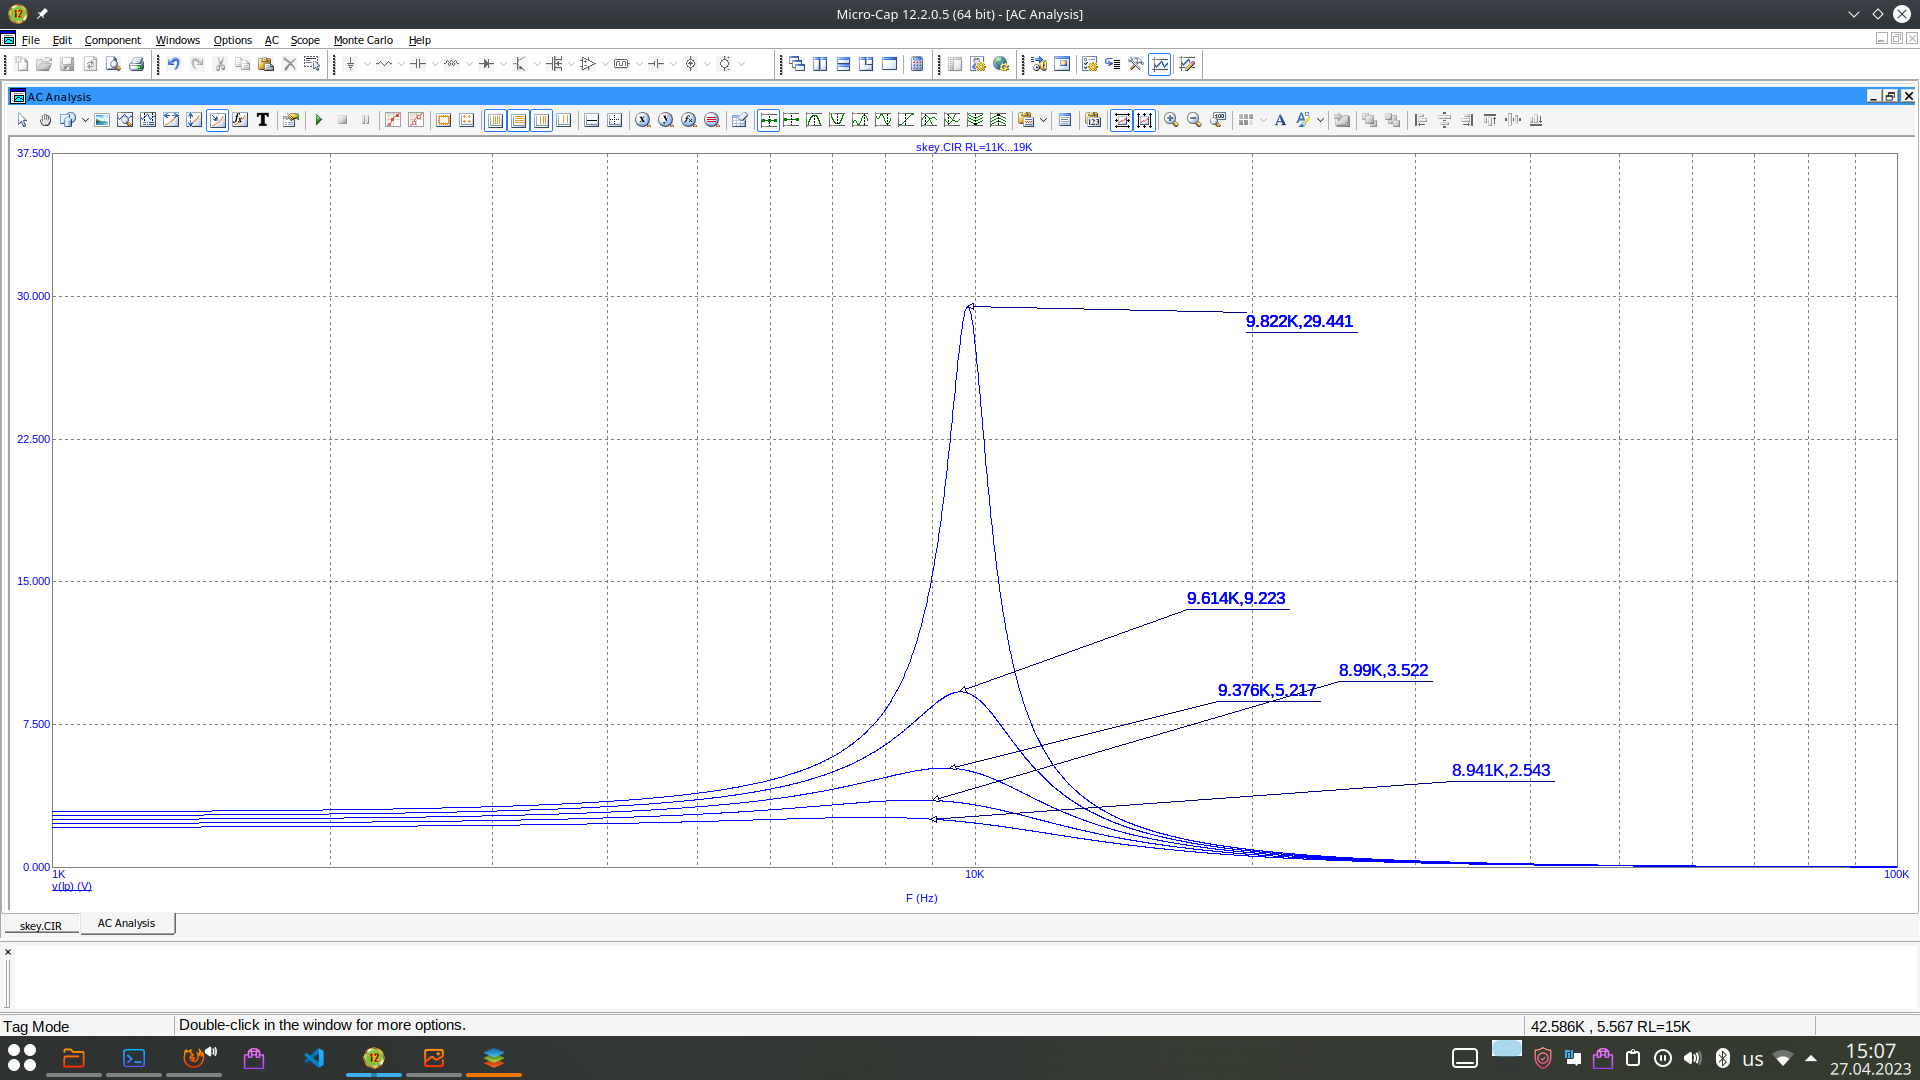 Micro-Cap 12.2.0.5 (64 bit) - [AC Analysis]
File Edit Component Windows Options AC Scope Monte Carlo Help
AC Analysis
skey.CIR RL=11K...19K
37.500
30.000
9.822K,29.441
22.500
15.000
9.614K,9.223
8.99K,3.522
9.376K,5.217
7.500
8.941K,2.543
0.000
1K 10K 100K
v(lp) (V)
F (Hz)
skey.CIR AC Analysis
Tag Mode Double-click in the window for more options. 42.586K , 5.567 RL=15K
12 us 15:07
27.04.2023